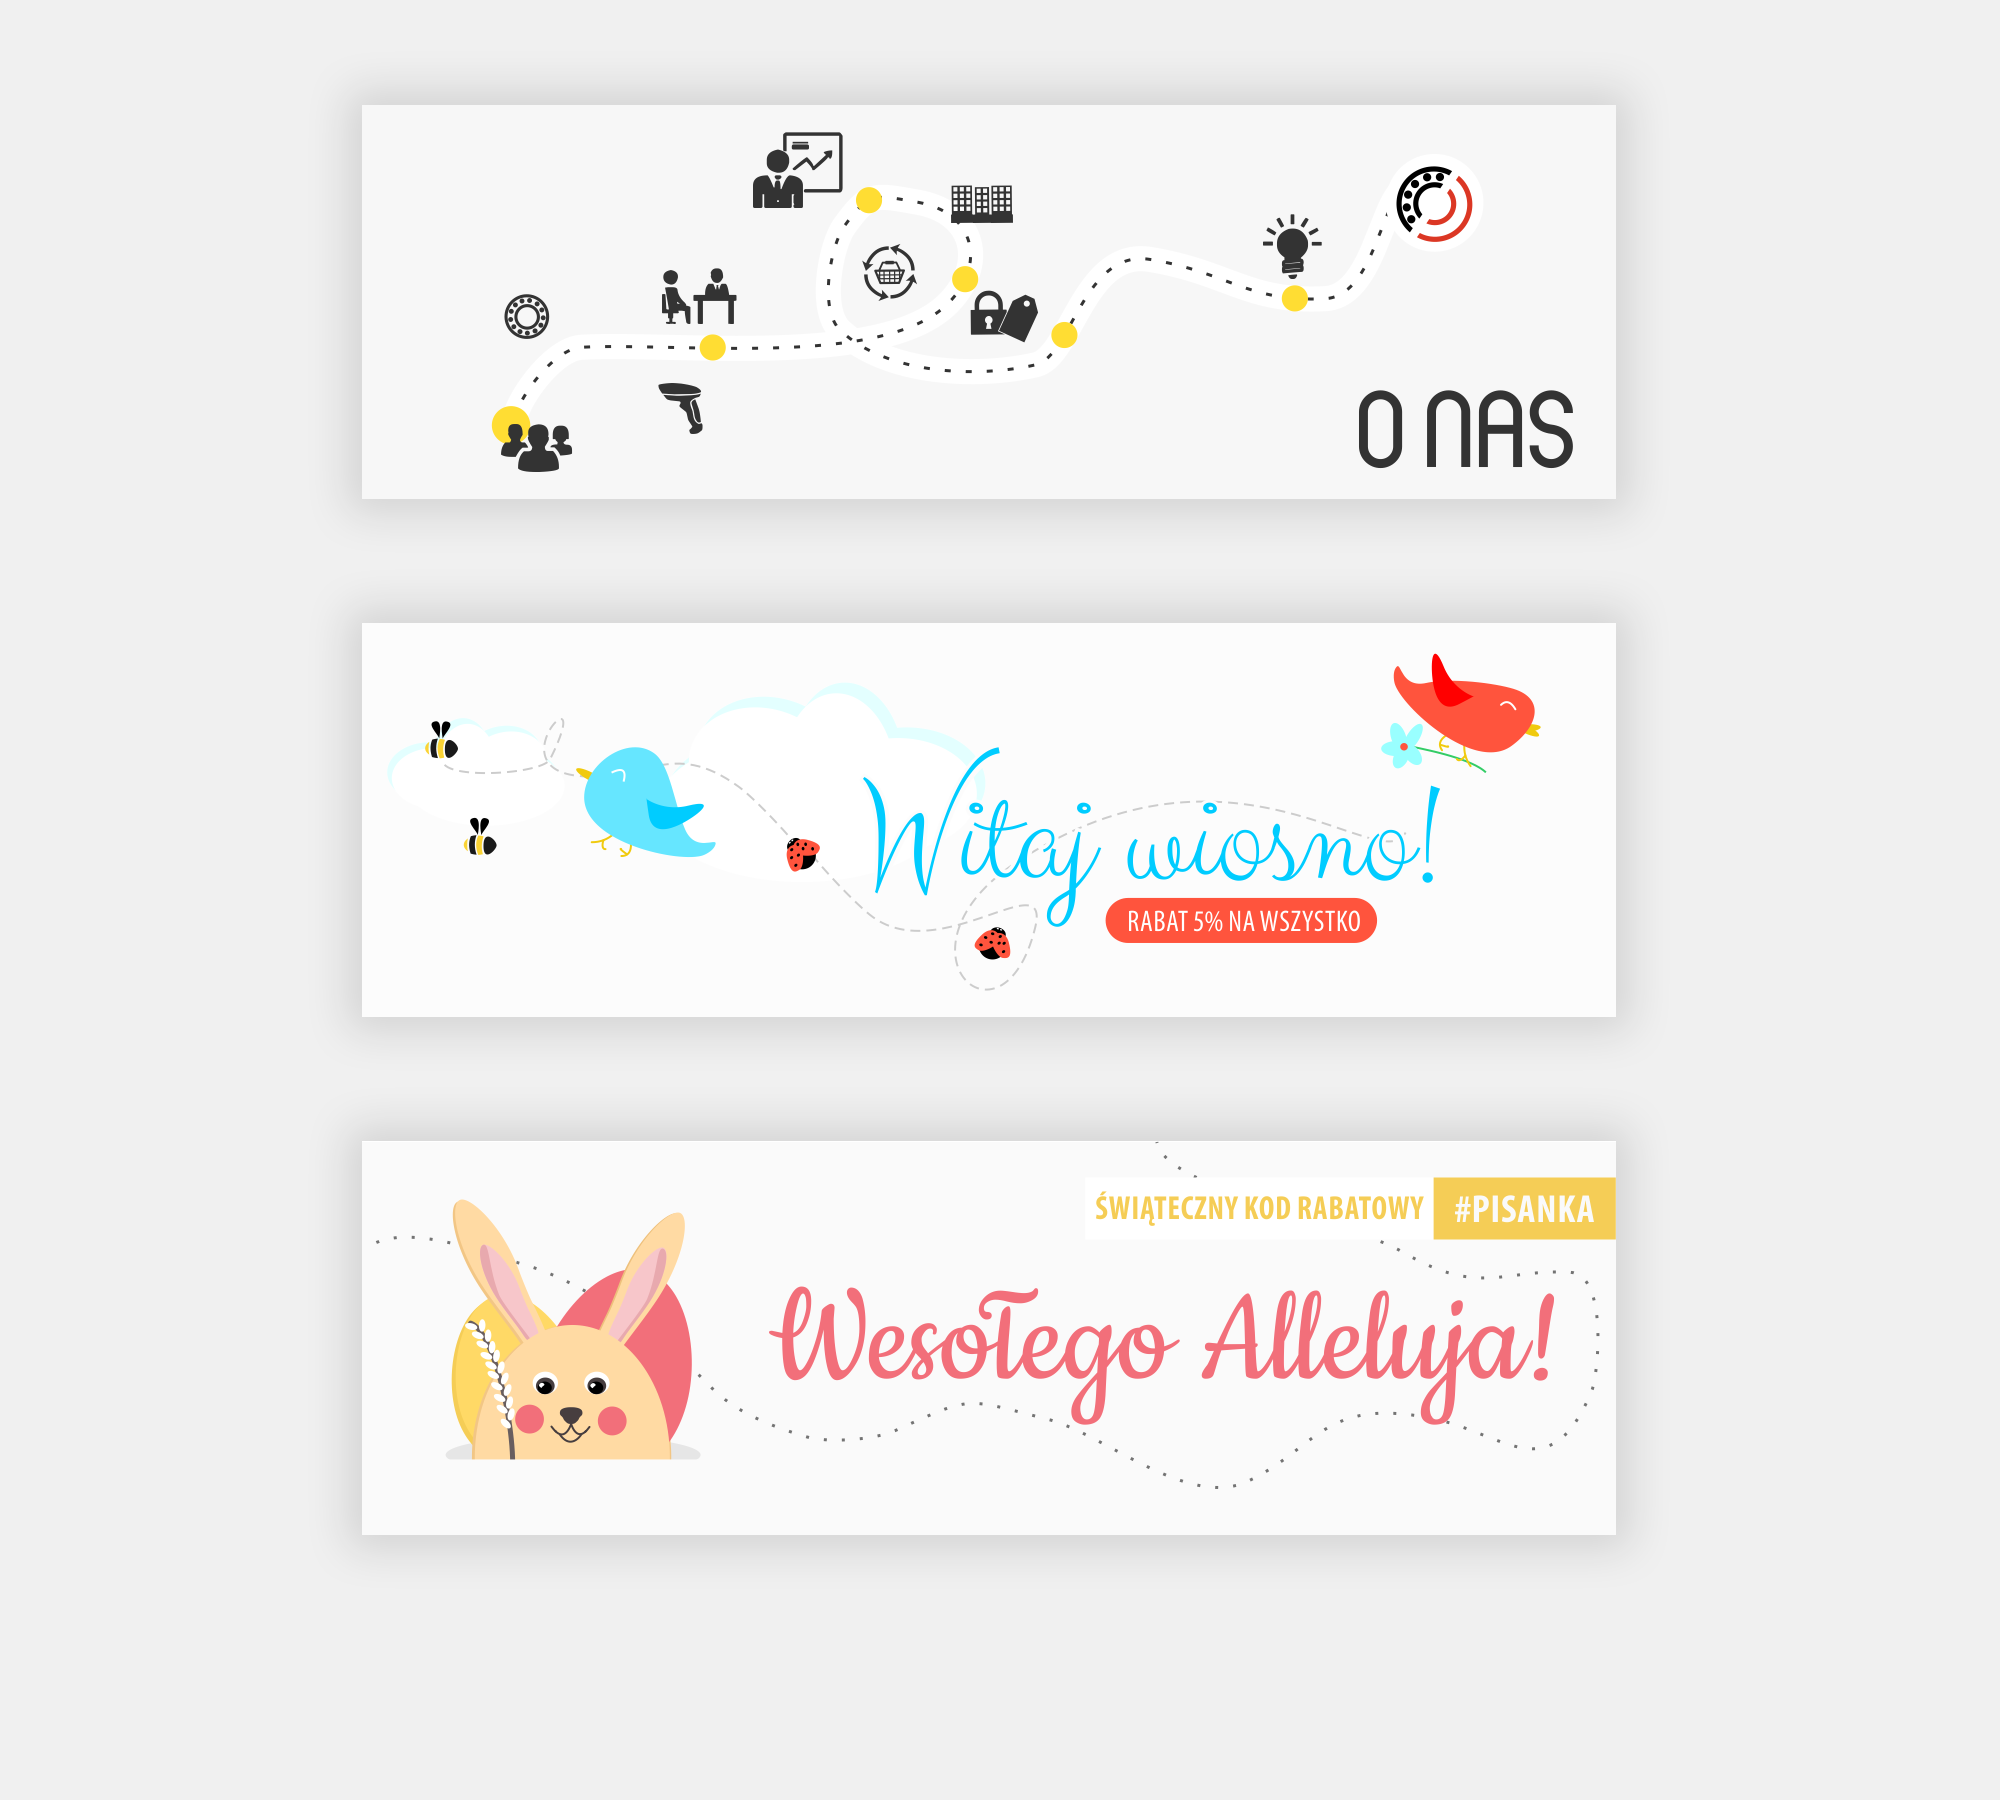 O NAS
Witaj wiosno!
RABAT 5% NA WSZYSTKO
ŚWIĄTECZNY KOD RABATOWY #PISANKA
Wesołego Alleluja!